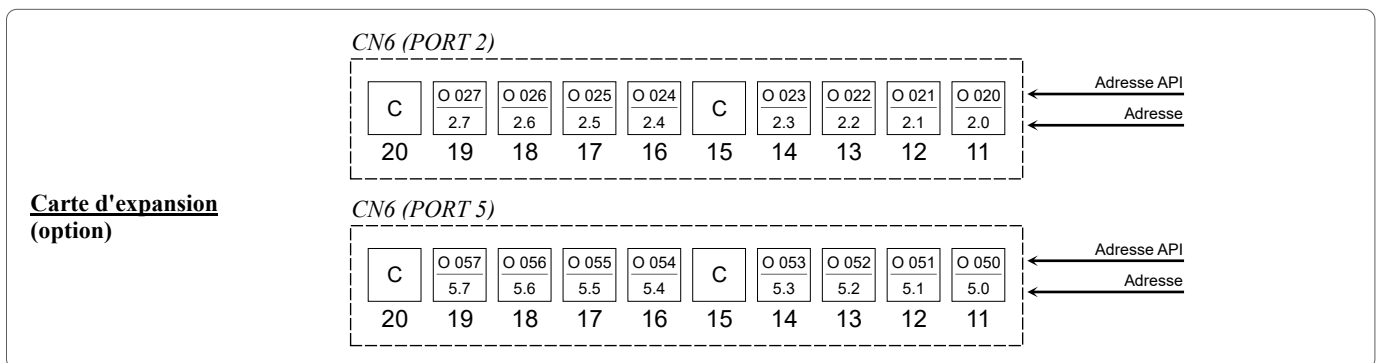 CN6 (PORT 2)
C O 027 O 026 O 025 O 024 C O 023 O 022 O 021 O 020 Adresse API
2.7 2.6 2.5 2.4 2.3 2.2 2.1 2.0 Adresse
20 19 18 17 16 15 14 13 12 11
Carte d'expansion
(option)
CN6 (PORT 5)
C O 057 O 056 O 055 O 054 C O 053 O 052 O 051 O 050 Adresse API
5.7 5.6 5.5 5.4 5.3 5.2 5.1 5.0 Adresse
20 19 18 17 16 15 14 13 12 11